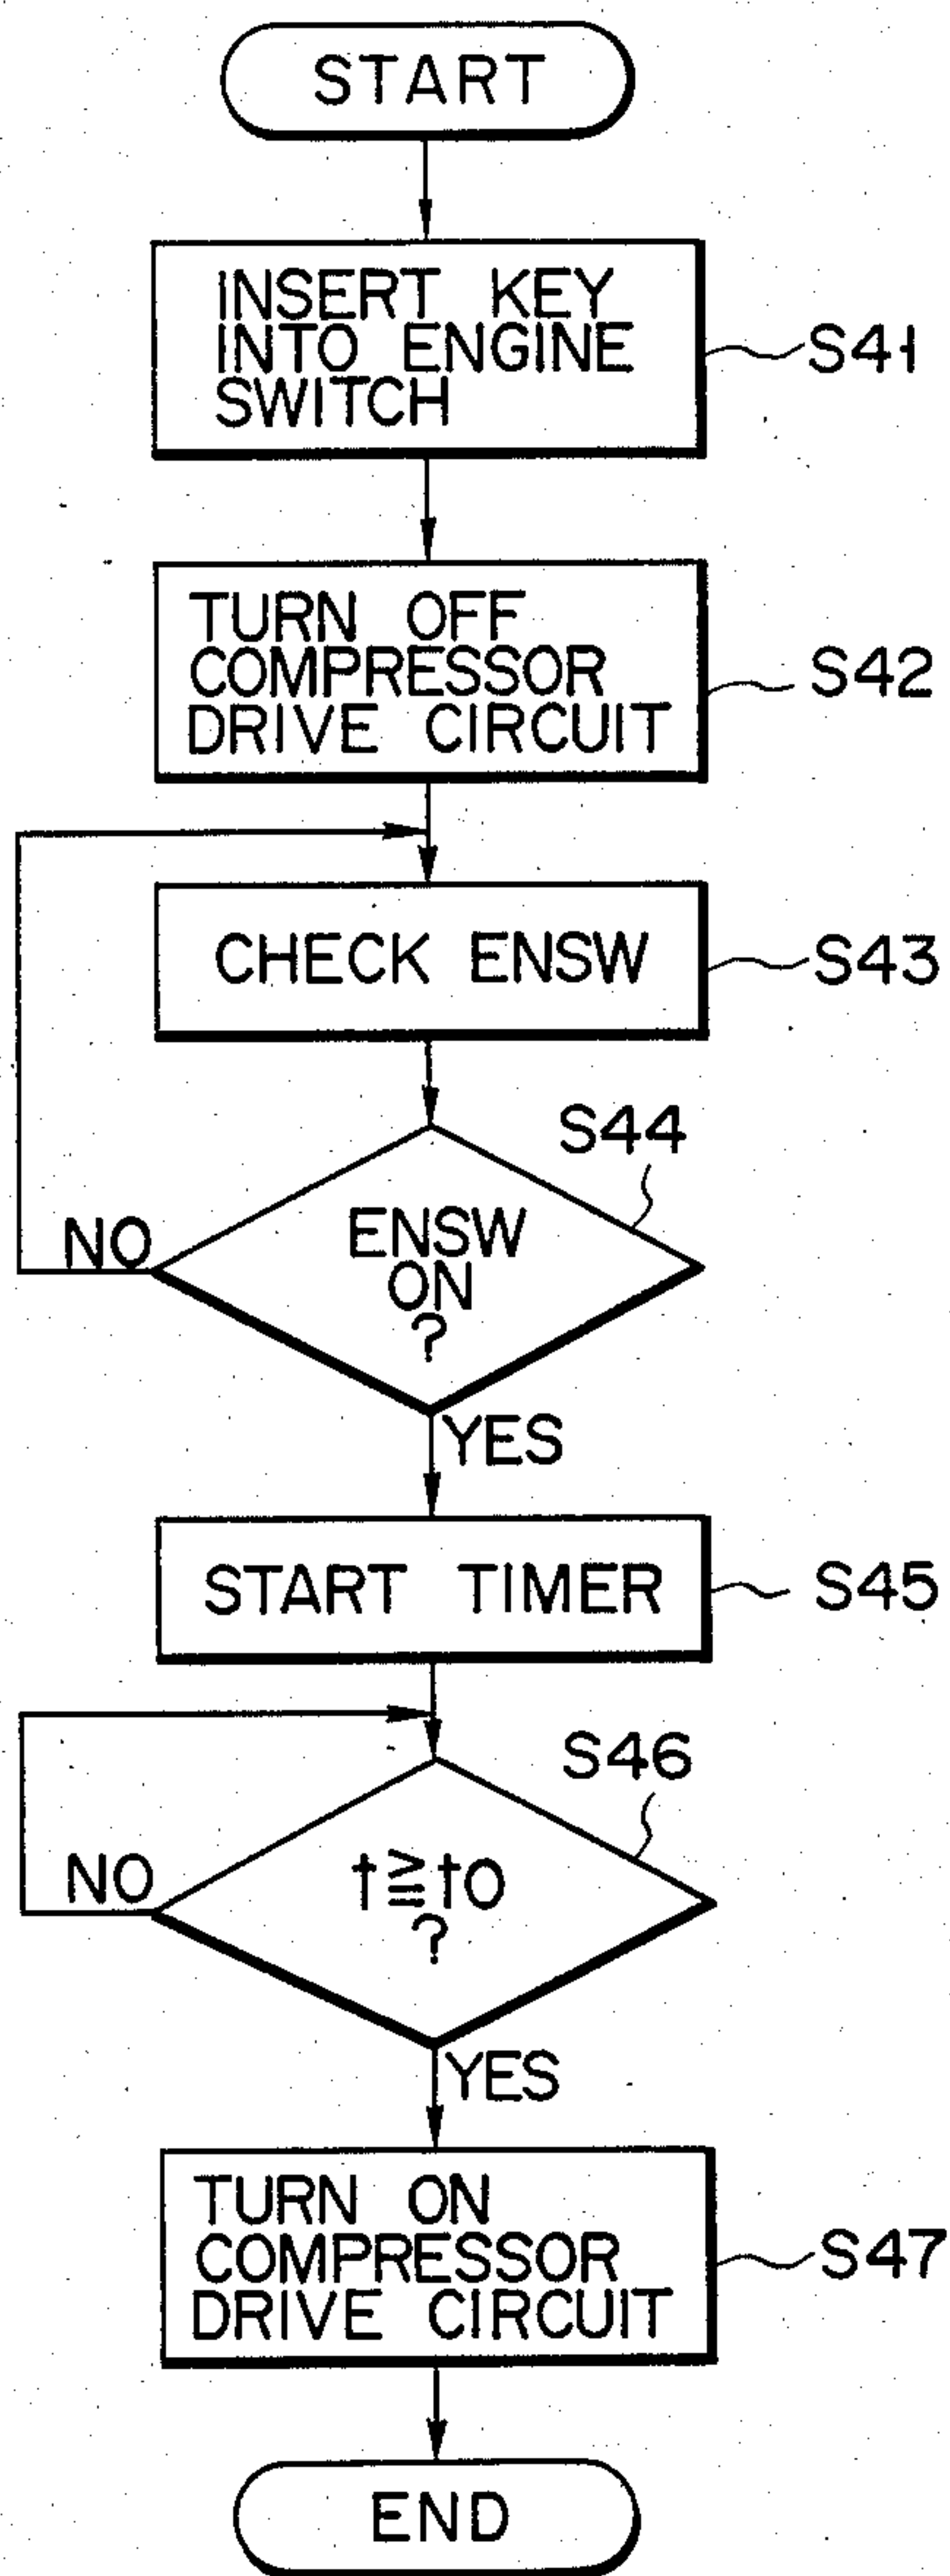 START
INSERT KEY
INTO ENGINE
SWITCH
S41
TURN OFF
COMPRESSOR
DRIVE CIRCUIT
S42
CHECK ENSW
S43
S44
ENSW
ON
?
NO
YES
START TIMER
S45
S46
t≧t0
?
NO
YES
TURN ON
COMPRESSOR
DRIVE CIRCUIT
S47
END